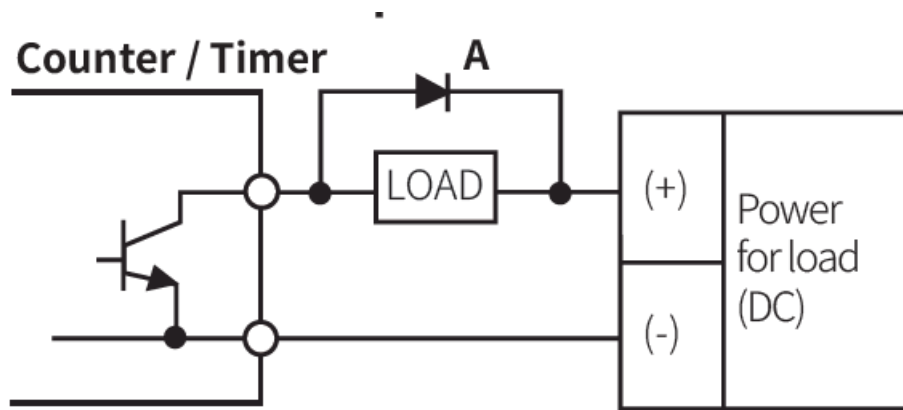 Counter / Timer
A
LOAD
(+)
Power
for load
(DC)
(-)